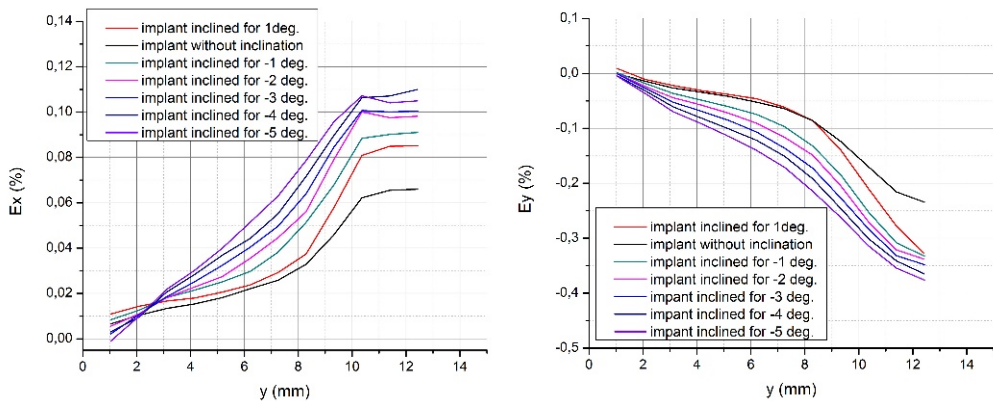 0,14
0,12
0,10
0,08
0,06
0,04
0,02
0,00
Ex (%)
implant inclined for 1deg.
implant without inclination
implant inclined for -1 deg.
implant inclined for -2 deg.
implant inclined for -3 deg.
implant inclined for -4 deg.
implant inclined for -5 deg.
0 2 4 6 8 10 12 14
y (mm)
0,1
0,0
-0,1
-0,2
-0,3
-0,4
-0,5
Ey (%)
implant inclined for 1deg.
implant without inclination
implant inclined for -1 deg.
implant inclined for -2 deg.
impant inclined for -3 deg.
impant inclined for -4 deg.
impant inclined for -5 deg.
0 2 4 6 8 10 12 14
y (mm)